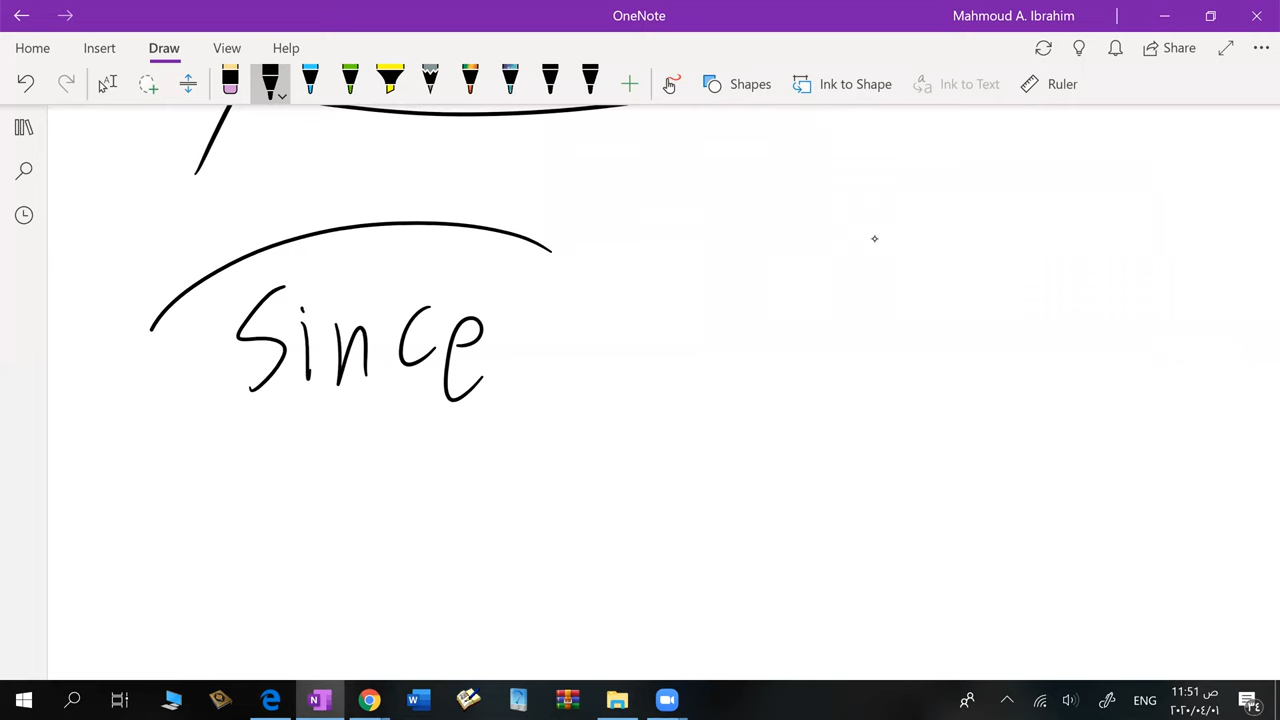 OneNote
Mahmoud A. Ibrahim
Home Insert Draw View Help
Share
Shapes
Ink to Shape
Ink to Text
Ruler
Since
ENG
11:51 ص
٢٠٢٠/٠٤/٠١